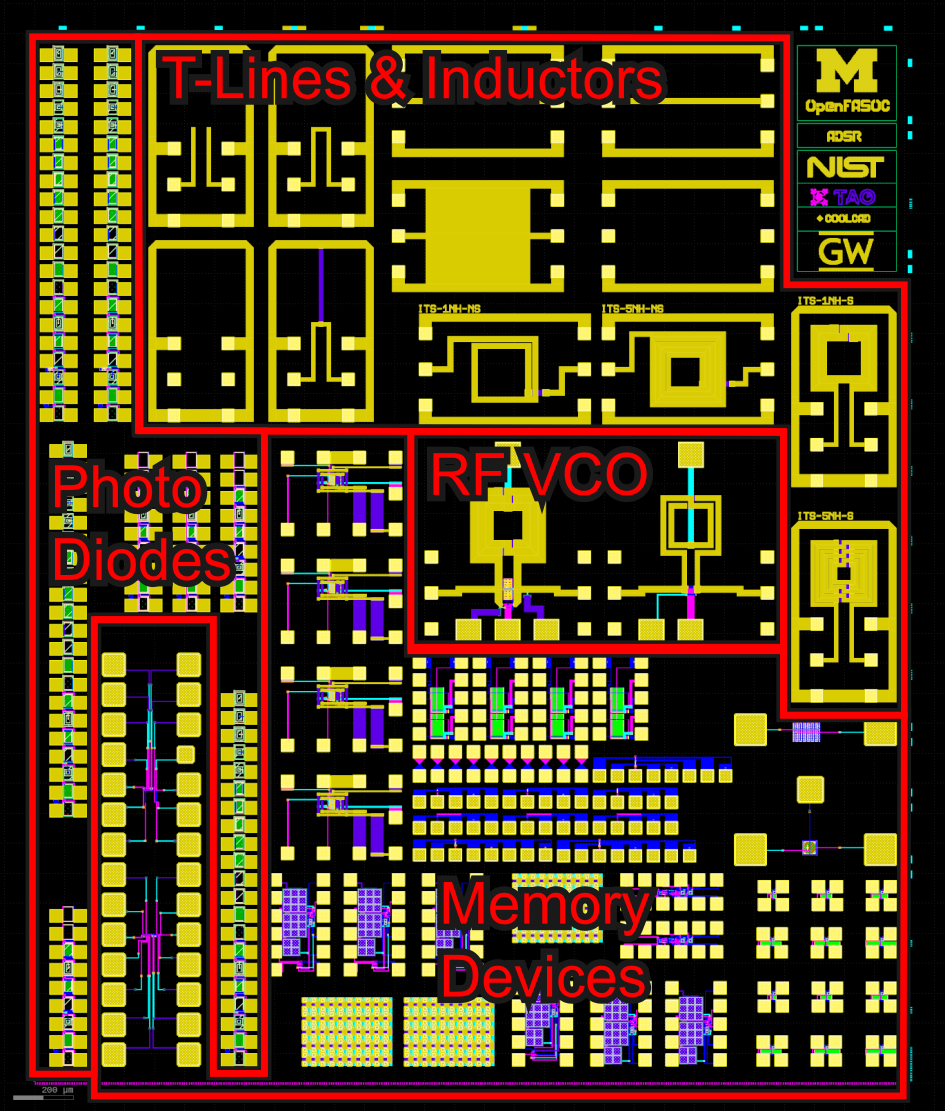 T-Lines & Inductors
M
OpenFASOC
ADSR
NIST
TAG
COOLCAD
GW
ITS-1NH-NS
ITS-5NH-NS
ITS-1NH-S
RF VCO
Photo
Diodes
ITS-5NH-S
Memory
Devices
200 µm